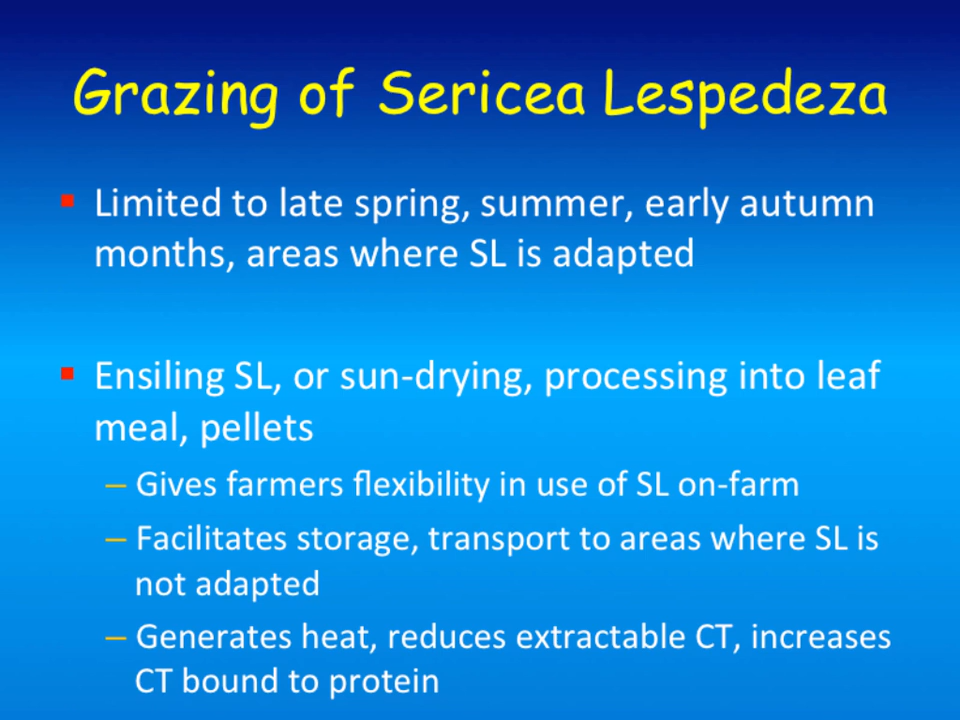 Grazing of Sericea Lespedeza
▪ Limited to late spring, summer, early autumn
months, areas where SL is adapted
▪ Ensiling SL, or sun-drying, processing into leaf
meal, pellets
– Gives farmers flexibility in use of SL on-farm
– Facilitates storage, transport to areas where SL is
not adapted
– Generates heat, reduces extractable CT, increases
CT bound to protein